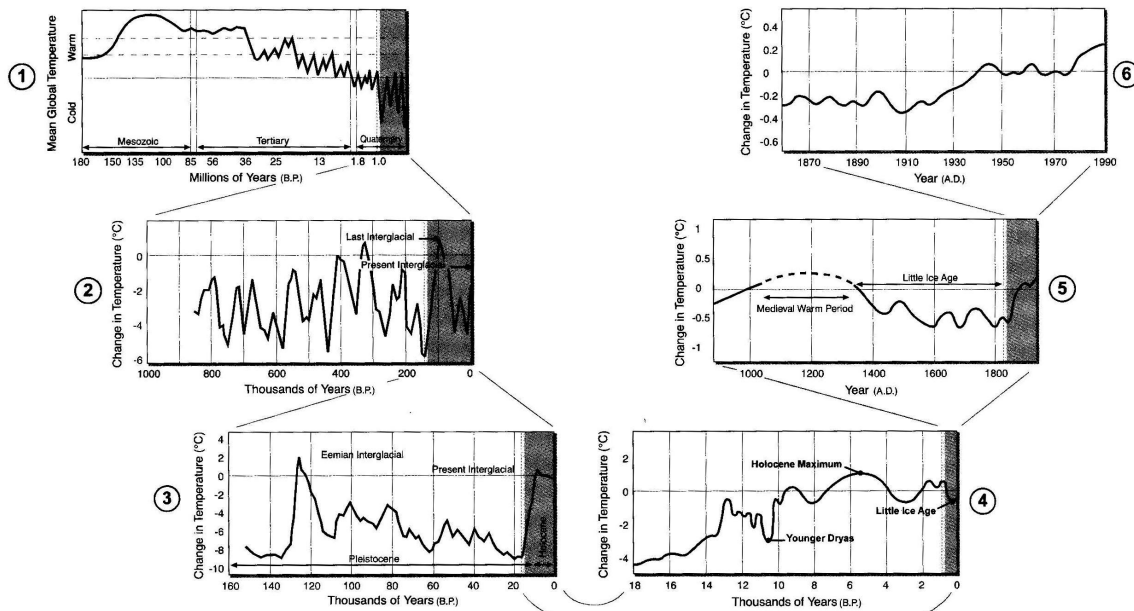 1
Mean Global Temperature
Cold Warm
Mesozoic Tertiary Quaternary
180 150 135 100 85 56 36 25 13 1.8 1.0
Millions of Years (B.P.)
2
Change in Temperature (°C)
0
-2
-4
-6
Last Interglacial
Present Interglacial
1000 800 600 400 200 0
Thousands of Years (B.P.)
3
Change in Temperature (°C)
4
2
0
-2
-4
-6
-8
-10
Eemian Interglacial
Present Interglacial
Pleistocene
Holocene
160 120 100 80 60 40 20 0
Thousands of Years (B.P.)
4
Change in Temperature (°C)
2
0
-2
-4
Holocene Maximum
Little Ice Age
Younger Dryas
18 16 14 12 10 8 6 4 2 0
Thousands of Years (B.P.)
5
Change in Temperature (°C)
1
0.5
0
-0.5
-1
Little Ice Age
Medieval Warm Period
1000 1200 1400 1600 1800
Year (A.D.)
6
Change in Temperature (°C)
0.4
0.2
0
-0.2
-0.4
-0.6
1870 1890 1910 1930 1950 1970 1990
Year (A.D.)